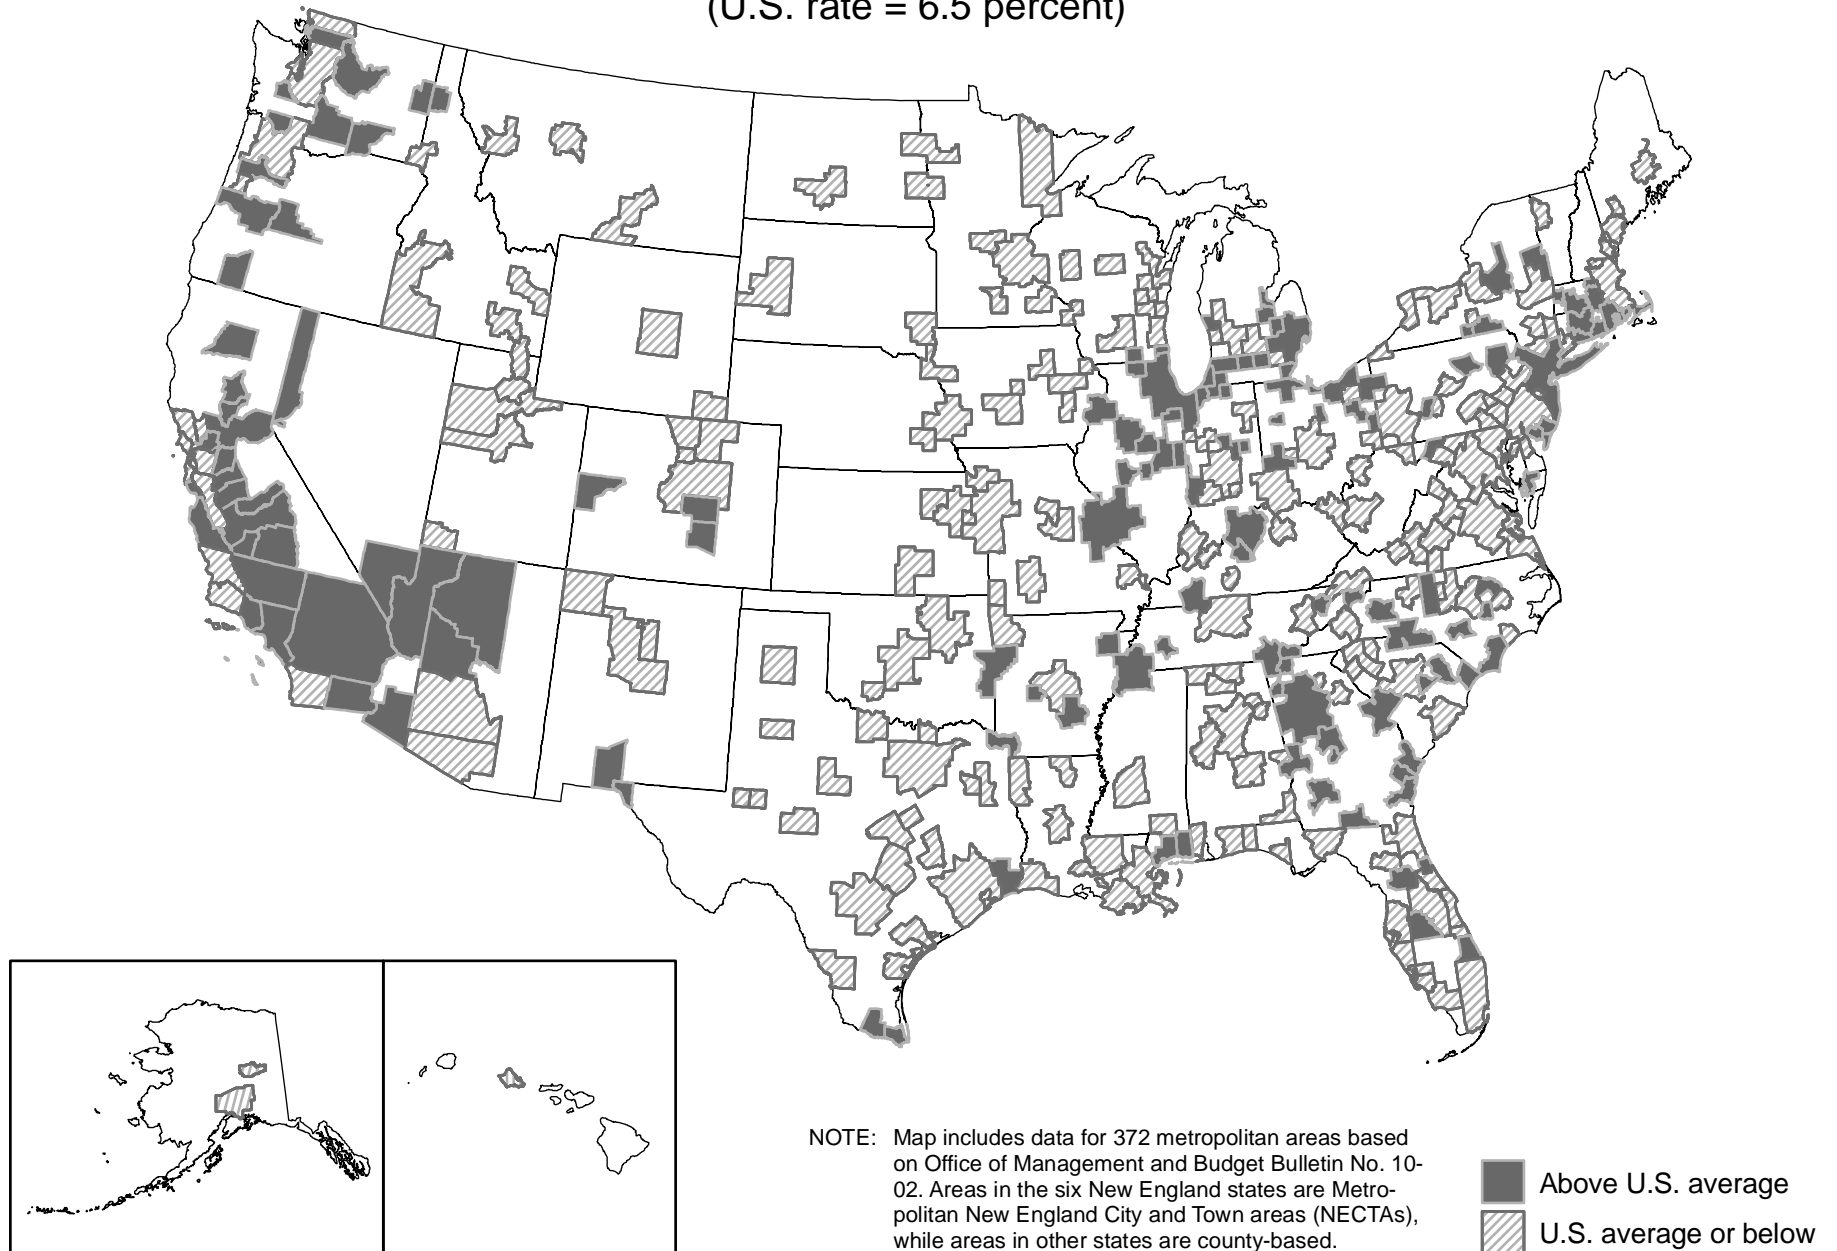 (U.S. rate = 6.5 percent)
NOTE: Map includes data for 372 metropolitan areas based
on Office of Management and Budget Bulletin No. 10-
02. Areas in the six New England states are Metro-
politan New England City and Town areas (NECTAs),
while areas in other states are county-based.
Above U.S. average
U.S. average or below